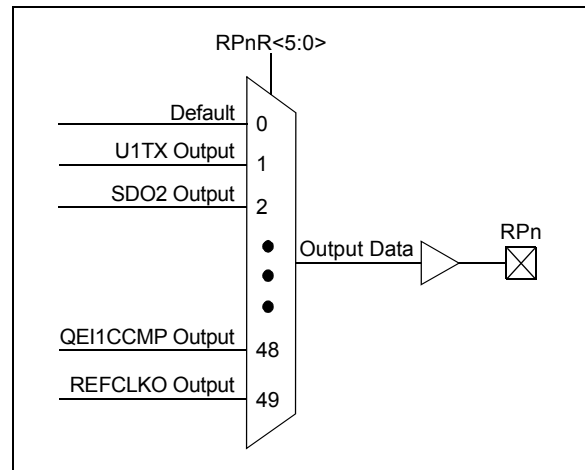 RPnR<5:0>
Default
0
U1TX Output
1
SDO2 Output
2
RPn
Output Data
QEI1CCMP Output
48
REFCLKO Output
49